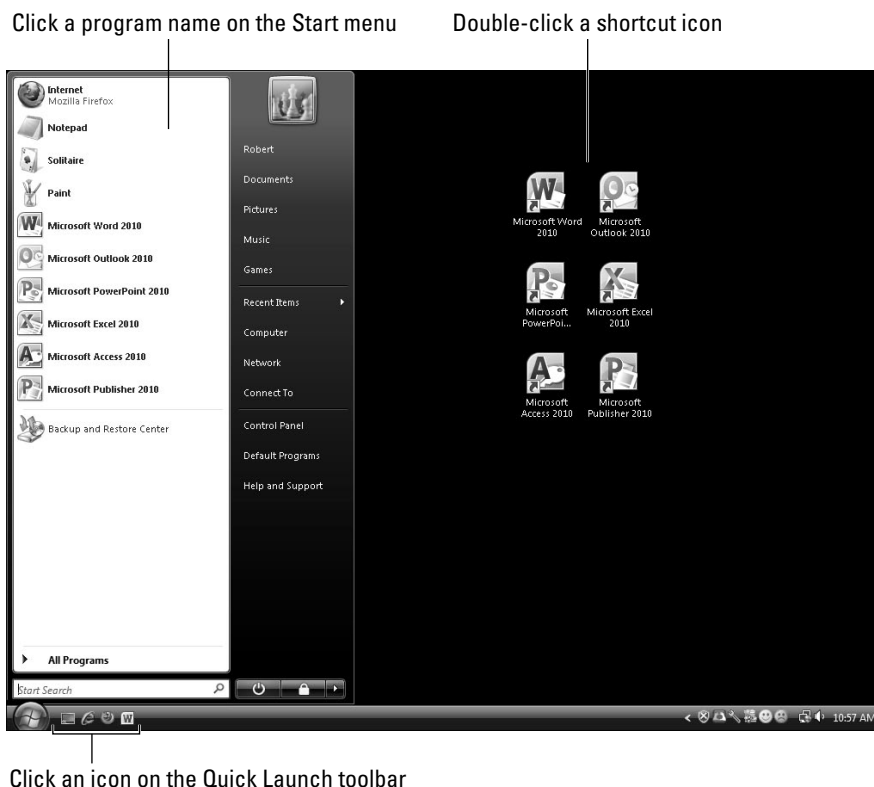 Click a program name on the Start menu
Double-click a shortcut icon
Internet
Mozilla Firefox
Notepad
Solitaire
Paint
Microsoft Word 2010
Microsoft Outlook 2010
Microsoft PowerPoint 2010
Microsoft Excel 2010
Microsoft Access 2010
Microsoft Publisher 2010
Backup and Restore Center
All Programs
Start Search
Robert
Documents
Pictures
Music
Games
Recent Items
Computer
Network
Connect To
Control Panel
Default Programs
Help and Support
Microsoft Word
2010
Microsoft
Outlook 2010
Microsoft
PowerPoi...
Microsoft Excel
2010
Microsoft
Access 2010
Microsoft
Publisher 2010
10:57 AM
Click an icon on the Quick Launch toolbar